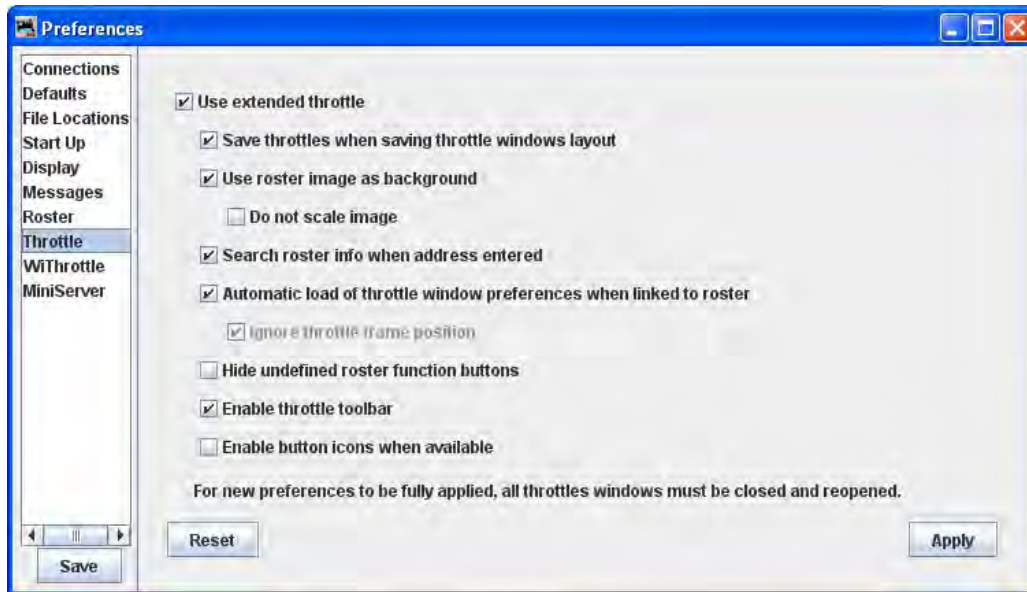 Preferences
Connections
Defaults
File Locations
Start Up
Display
Messages
Roster
Throttle
WiThrottle
MiniServer
Save
Use extended throttle
Save throttles when saving throttle windows layout
Use roster image as background
Do not scale image
Search roster info when address entered
Automatic load of throttle window preferences when linked to roster
Ignore throttle frame position
Hide undefined roster function buttons
Enable throttle toolbar
Enable button icons when available
For new preferences to be fully applied, all throttles windows must be closed and reopened.
Reset
Apply